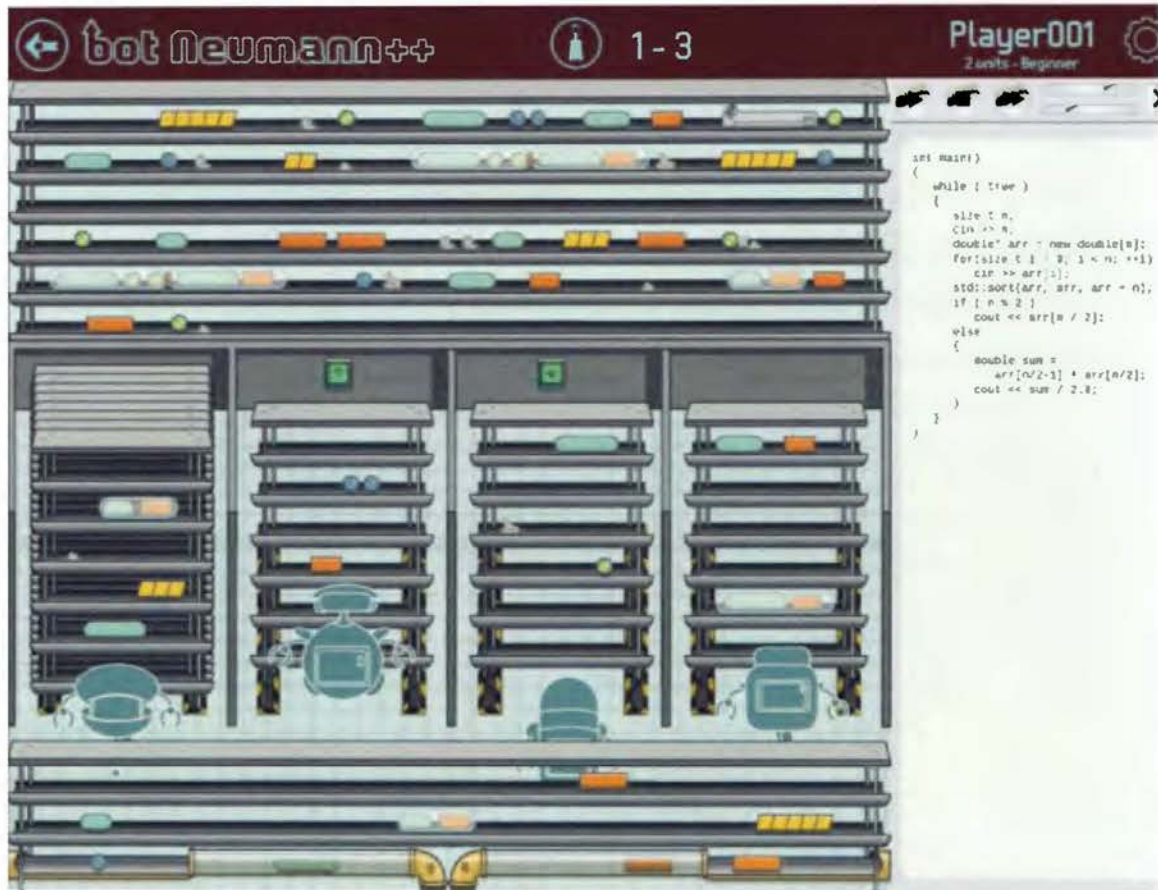 bot Neumann++
1-3
Player001
2 units - Beginner
int main()
{
while ( true )
{
size_t n;
cin >> n;
double* arr = new double[n];
for(size_t i = 0; i < n; ++i)
cin >> arr[i];
std::sort(arr, arr, arr + n);
if ( n % 2 )
cout << arr[n / 2];
else
{
double sum =
arr[n/2-1] + arr[n/2];
cout << sum / 2.0;
}
}
}